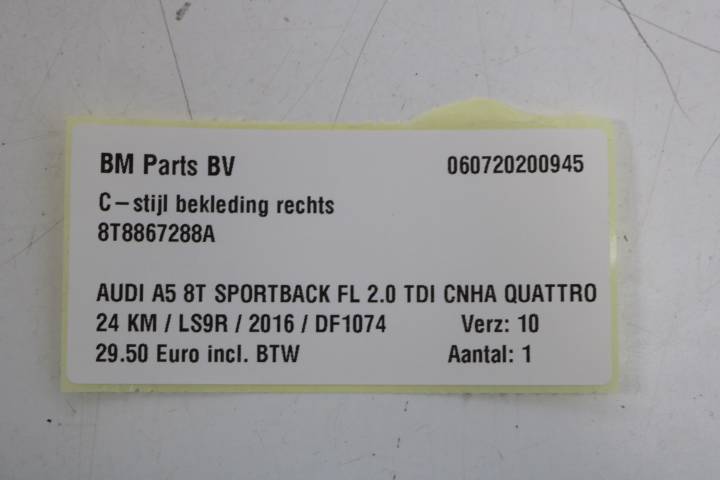 BM Parts BV 060720200945
C-stijl bekleding rechts
8T8867288A
AUDI A5 8T SPORTBACK FL 2.0 TDI CNHA QUATTRO
24 KM / LS9R / 2016 / DF1074 Verz: 10
29.50 Euro incl. BTW Aantal: 1